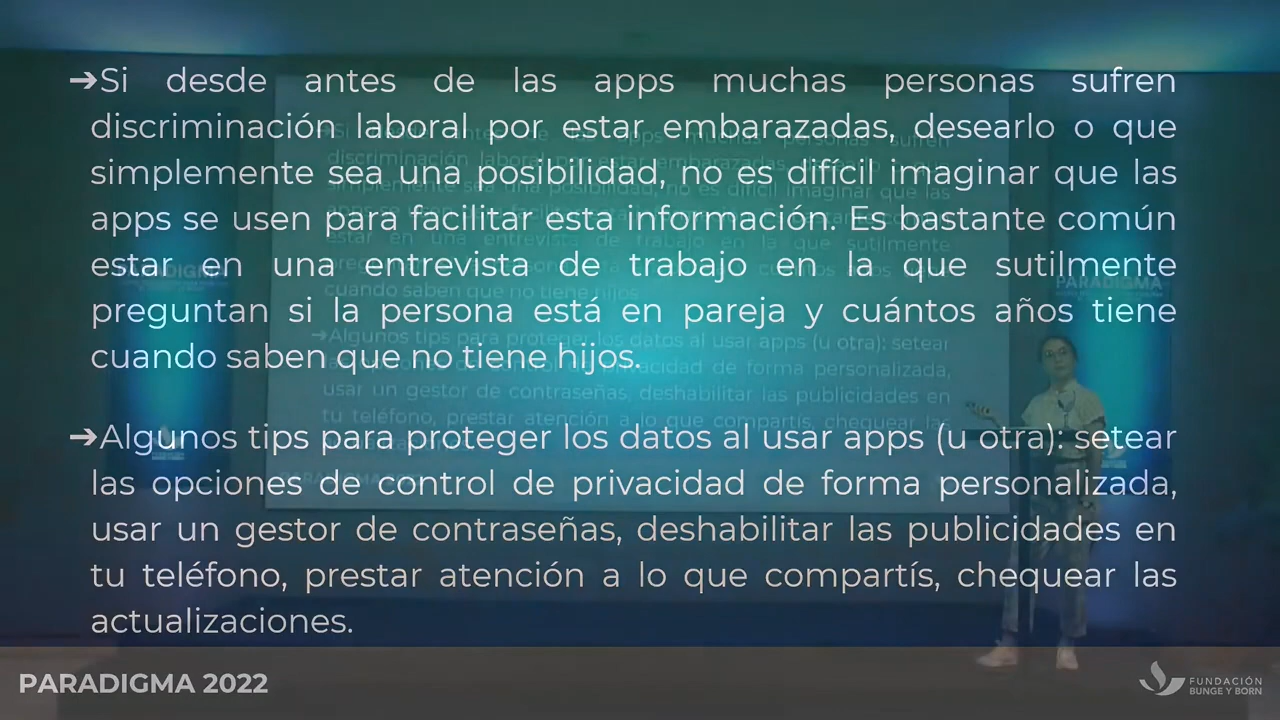 ➔Si desde antes de las apps muchas personas sufren
discriminación laboral por estar embarazadas, desearlo o que
simplemente sea una posibilidad, no es difícil imaginar que las
apps se usen para facilitar esta información. Es bastante común
estar en una entrevista de trabajo en la que sutilmente
preguntan si la persona está en pareja y cuántos años tiene
cuando saben que no tiene hijos.
➔Algunos tips para proteger los datos al usar apps (u otra): setear
las opciones de control de privacidad de forma personalizada,
usar un gestor de contraseñas, deshabilitar las publicidades en
tu teléfono, prestar atención a lo que compartís, chequear las
actualizaciones.
PARADIGMA
PARADIGMA
PARADIGMA 2022
FUNDACIÓN
BUNGE Y BORN